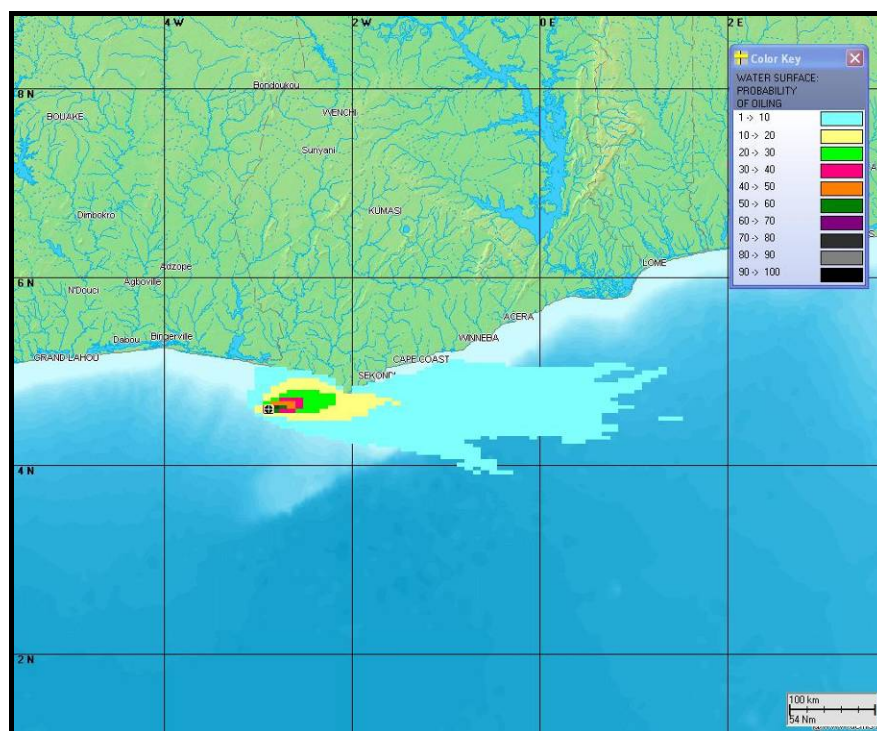 4 W
2 W
0 E
2 E
Color Key
WATER SURFACE:
PROBABILITY
OF OILING
1 -> 10
10 -> 20
20 -> 30
30 -> 40
40 -> 50
50 -> 60
60 -> 70
70 -> 80
80 -> 90
90 -> 100
8 N
Bondoukou
BOUAKE
WENCHI
Sunyani
Dimbokro
KUMASI
6 N
Adzope
Agboville
N'Douci
LOME
ACERA
Dabou
Bingerville
WINNEBA
GRAND LAHOU
CAPE COAST
SEKOND
4 N
2 N
100 km
54 Nm